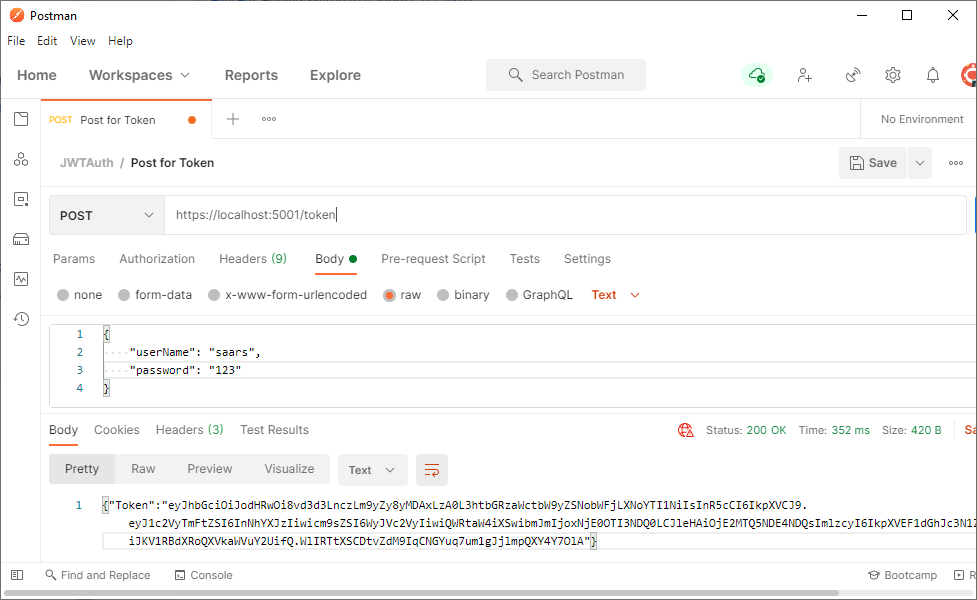 Postman
File Edit View Help
Home Workspaces Reports Explore Search Postman
POST Post for Token No Environment
JWTAuth / Post for Token Save
POST https://localhost:5001/token
Params Authorization Headers (9) Body Pre-request Script Tests Settings
none form-data x-www-form-urlencoded raw binary GraphQL Text
1 {
2 "userName": "saars",
3 "password": "123"
4 }
Body Cookies Headers (3) Test Results Status: 200 OK Time: 352 ms Size: 420 B Sa
Pretty Raw Preview Visualize Text
1 {"Token":"eyJhbGciOiJodHRwOi8vd3d3LnczLm9yZy8yMDAxLzA0L3htbGRzaWctbW9yZSNobWFjLXNoYTI1NiIsInR5cCI6IkpXVCJ9.
eyJ1c2VyTmFtZSI6InNhYXJzIiwicm9sZSI6WyJVc2VyIiwiQWRtaW4iXSwibmJmIjoxNjE0OTI3NDQ0LCJleHAiOjE2MTQ5NDE4NDQsImlzcyI6IkpXVEF1dGhJc3N1Z
iJKV1RBdXRoQXVkaWVuY2UifQ.WlIRTtXSCDtvZdM9IqCNGYuq7um1gJjlmpQXY4Y7OlA"}
Find and Replace Console Bootcamp R